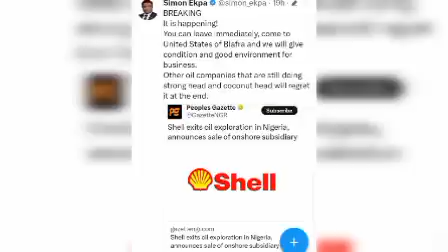 Simon Ekpa @simon_ekpa · 19h
BREAKING
It is happening!
You can leave immediately, come to
United States of Biafra and we will give
condition and good environment for
business.
Other oil companies that are still doing
strong head and coconut head will regret
it at the end.
Peoples Gazette
@GazetteNGR
Subscribe
Shell exits oil exploration in Nigeria,
announces sale of onshore subsidiary
Shell
gazettengr.com
Shell exits oil exploration in Nigeria,
announces sale of onshore subsidiary
+